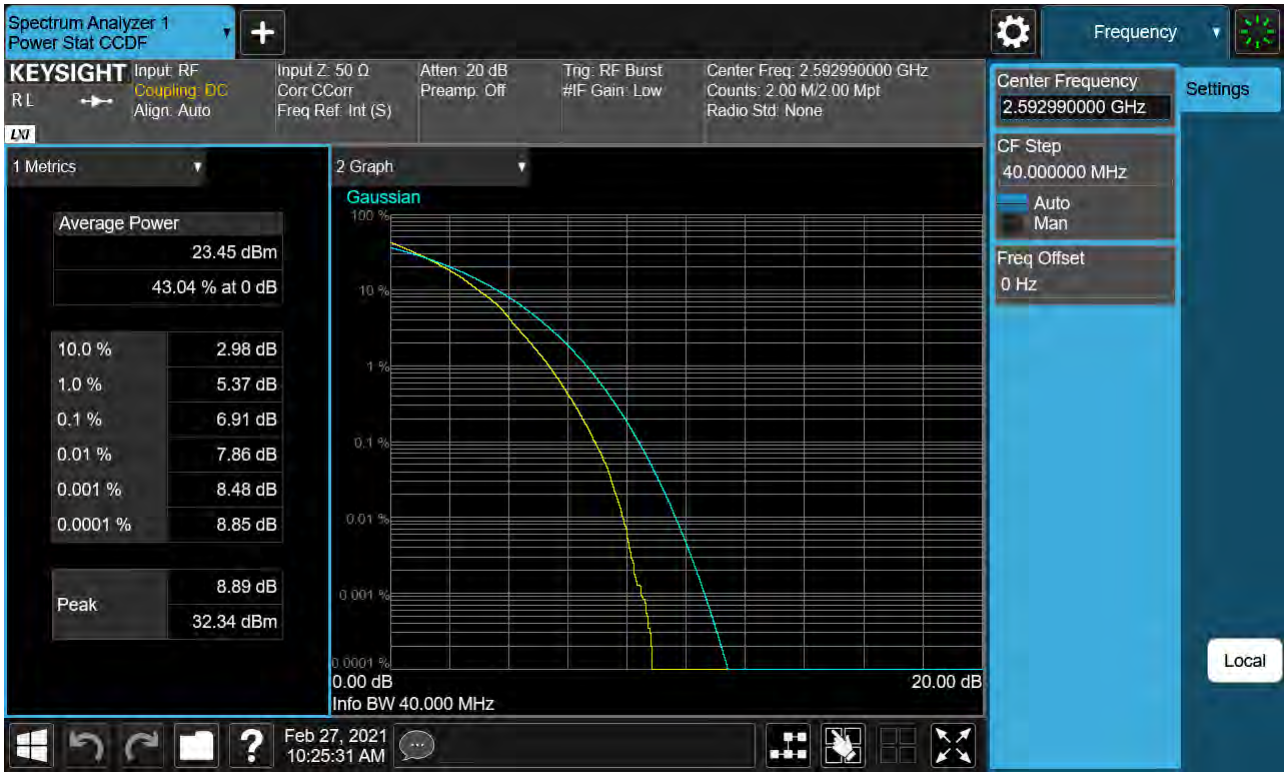 Spectrum Analyzer 1
Power Stat CCDF
+
Frequency
KEYSIGHT
RL
LXI
Input: RF
Coupling: DC
Align: Auto
Input Z: 50 Ω
Corr CCorr
Freq Ref: Int (S)
Atten: 20 dB
Preamp: Off
Trig: RF Burst
#IF Gain: Low
Center Freq: 2.592990000 GHz
Counts: 2.00 M/2.00 Mpt
Radio Std: None
Center Frequency
2.592990000 GHz
CF Step
40.000000 MHz
Auto
Man
Freq Offset
0 Hz
Settings
Local
1 Metrics
Average Power
23.45 dBm
43.04 % at 0 dB
10.0 % 2.98 dB
1.0 % 5.37 dB
0.1 % 6.91 dB
0.01 % 7.86 dB
0.001 % 8.48 dB
0.0001 % 8.85 dB
Peak
8.89 dB
32.34 dBm
2 Graph
Gaussian
100 %
10 %
1 %
0.1 %
0.01 %
0.001 %
0.0001 %
0.00 dB 20.00 dB
Info BW 40.000 MHz
?
Feb 27, 2021
10:25:31 AM